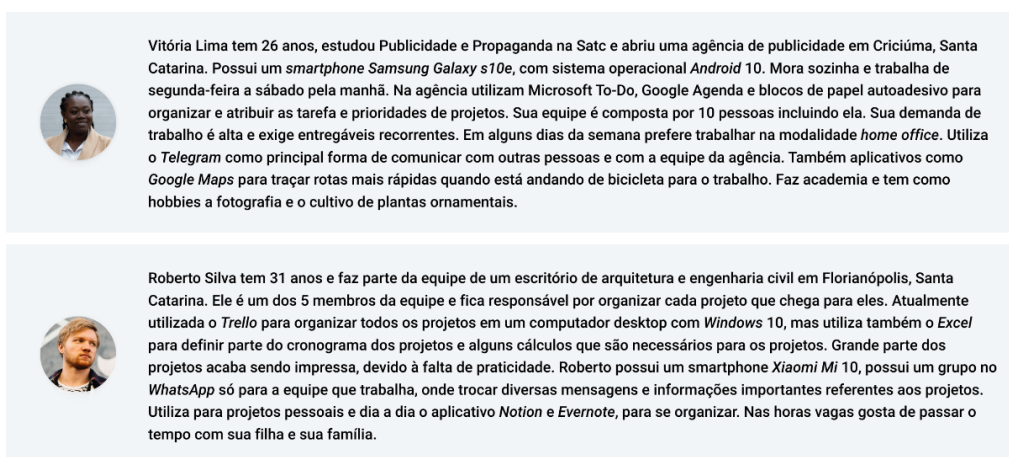 Vitória Lima tem 26 anos, estudou Publicidade e Propaganda na Satc e abriu uma agência de publicidade em Criciúma, Santa
Catarina. Possui um smartphone Samsung Galaxy s10e, com sistema operacional Android 10. Mora sozinha e trabalha de
segunda-feira a sábado pela manhã. Na agência utilizam Microsoft To-Do, Google Agenda e blocos de papel autoadesivo para
organizar e atribuir as tarefa e prioridades de projetos. Sua equipe é composta por 10 pessoas incluindo ela. Sua demanda de
trabalho é alta e exige entregáveis recorrentes. Em alguns dias da semana prefere trabalhar na modalidade home office. Utiliza
o Telegram como principal forma de comunicar com outras pessoas e com a equipe da agência. Também aplicativos como
Google Maps para traçar rotas mais rápidas quando está andando de bicicleta para o trabalho. Faz academia e tem como
hobbies a fotografia e o cultivo de plantas ornamentais.
Roberto Silva tem 31 anos e faz parte da equipe de um escritório de arquitetura e engenharia civil em Florianópolis, Santa
Catarina. Ele é um dos 5 membros da equipe e fica responsável por organizar cada projeto que chega para eles. Atualmente
utilizada o Trello para organizar todos os projetos em um computador desktop com Windows 10, mas utiliza também o Excel
para definir parte do cronograma dos projetos e alguns cálculos que são necessários para os projetos. Grande parte dos
projetos acaba sendo impressa, devido à falta de praticidade. Roberto possui um smartphone Xiaomi Mi 10, possui um grupo no
WhatsApp só para a equipe que trabalha, onde trocar diversas mensagens e informações importantes referentes aos projetos.
Utiliza para projetos pessoais e dia a dia o aplicativo Notion e Evernote, para se organizar. Nas horas vagas gosta de passar o
tempo com sua filha e sua família.